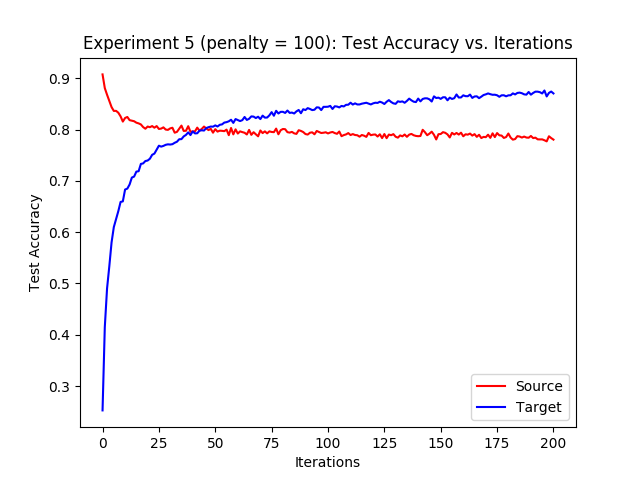 Experiment 5 (penalty = 100): Test Accuracy vs. Iterations
Test Accuracy
0.9
0.8
0.7
0.6
0.5
0.4
0.3
Source
Target
0 25 50 75 100 125 150 175 200
Iterations